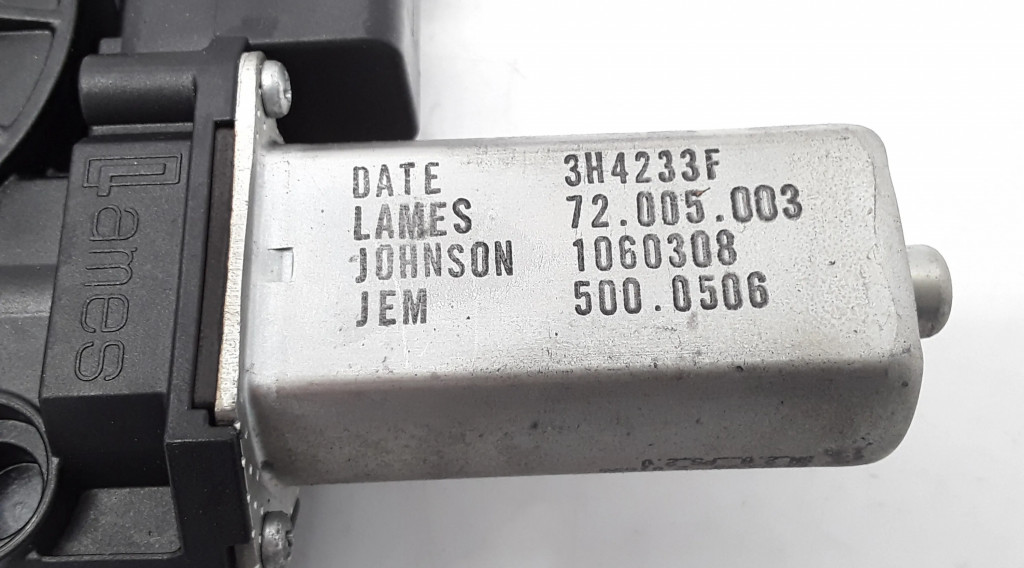 Lames
DATE 3H4233F
LAMES 72.005.003
JOHNSON 1060308
JEM 500.0506